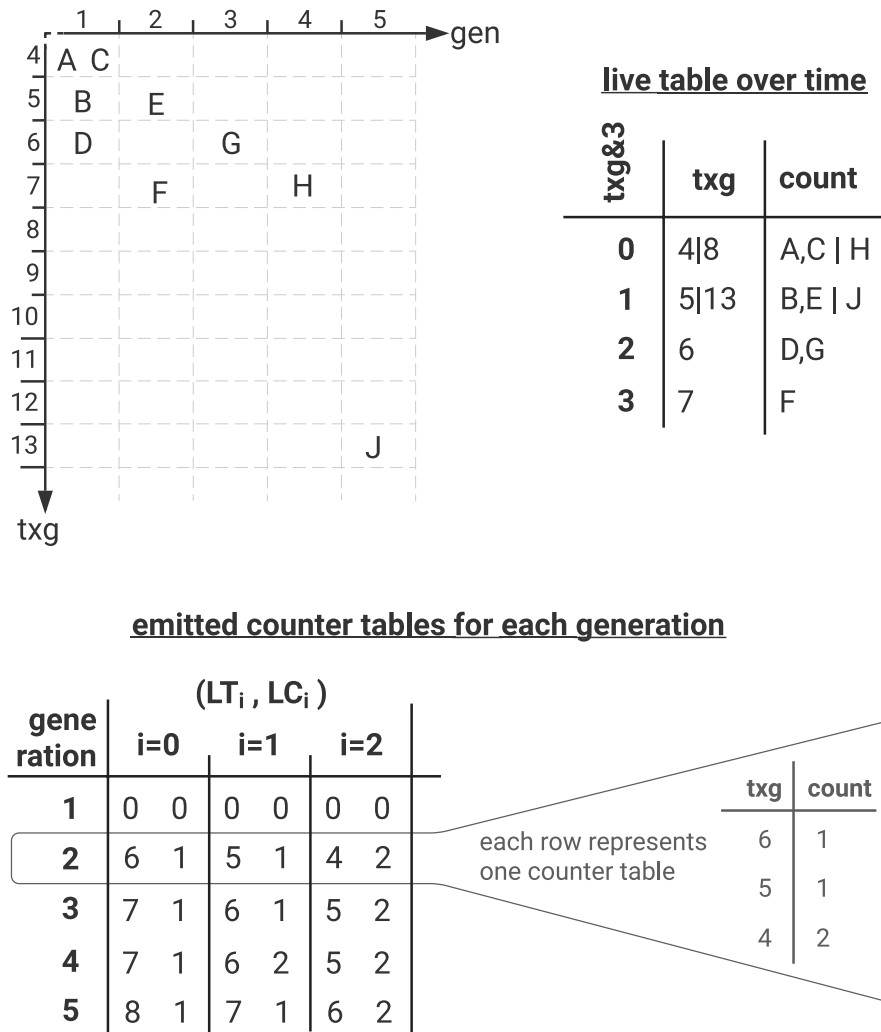 1 2 3 4 5
gen
4 A C
5 B E
6 D G
7 F H
8
9
10
11
12
13 J
txg
live table over time
txg&3 txg count
0 4|8 A,C | H
1 5|13 B,E | J
2 6 D,G
3 7 F
emitted counter tables for each generation
(LTi , LCi )
gene
ration i=0 i=1 i=2
1 0 0 0 0 0 0
2 6 1 5 1 4 2
3 7 1 6 1 5 2
4 7 1 6 2 5 2
5 8 1 7 1 6 2
each row represents
one counter table
txg count
6 1
5 1
4 2